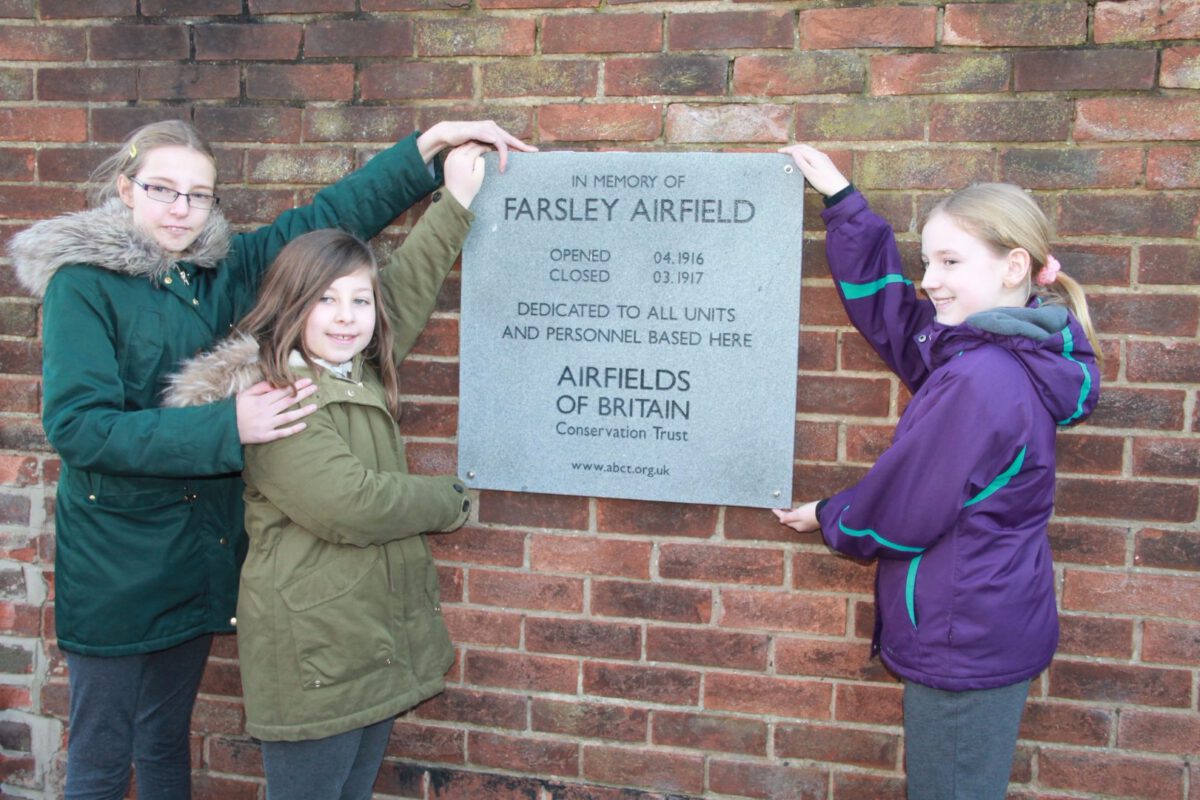 IN MEMORY OF
FARSLEY AIRFIELD
OPENED 04.1916
CLOSED 03.1917
DEDICATED TO ALL UNITS
AND PERSONNEL BASED HERE
AIRFIELDS
OF BRITAIN
Conservation Trust
www.abct.org.uk